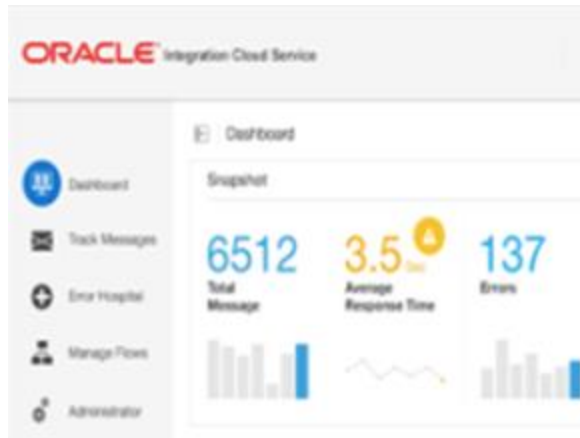 ORACLE Integration Cloud Service
Dashboard
Snapshot
Dashboard
Track Messages
Error Hospital
Manage Flows
Administrator
6512
Total
Message
3.5 Sec
Average
Response Time
137
Errors